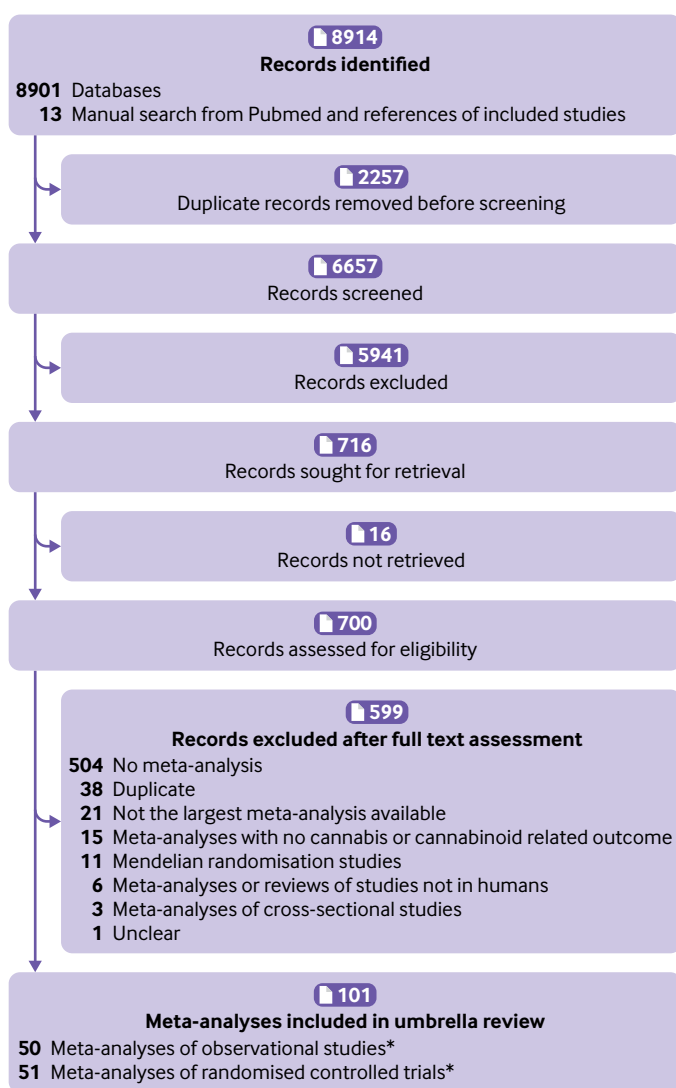 8914
Records identified
8901 Databases
13 Manual search from Pubmed and references of included studies
2257
Duplicate records removed before screening
6657
Records screened
5941
Records excluded
716
Records sought for retrieval
16
Records not retrieved
700
Records assessed for eligibility
599
Records excluded after full text assessment
504 No meta-analysis
38 Duplicate
21 Not the largest meta-analysis available
15 Meta-analyses with no cannabis or cannabinoid related outcome
11 Mendelian randomisation studies
6 Meta-analyses or reviews of studies not in humans
3 Meta-analyses of cross-sectional studies
1 Unclear
101
Meta-analyses included in umbrella review
50 Meta-analyses of observational studies*
51 Meta-analyses of randomised controlled trials*